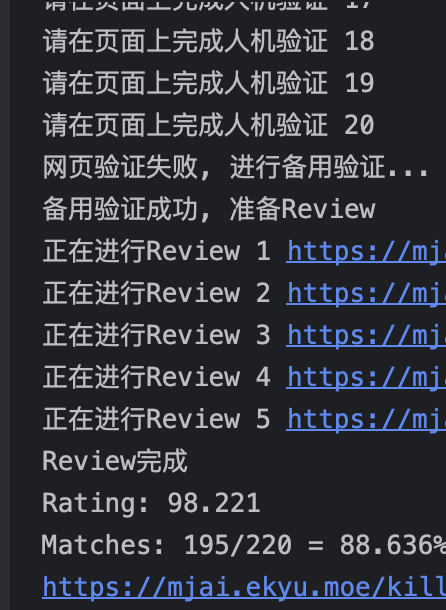 请在页面上完成人机验证 17
请在页面上完成人机验证 18
请在页面上完成人机验证 19
请在页面上完成人机验证 20
网页验证失败, 进行备用验证...
备用验证成功, 准备Review
正在进行Review 1 https://mja
正在进行Review 2 https://mja
正在进行Review 3 https://mja
正在进行Review 4 https://mja
正在进行Review 5 https://mja
Review完成
Rating: 98.221
Matches: 195/220 = 88.636%
https://mjai.ekyu.moe/kill